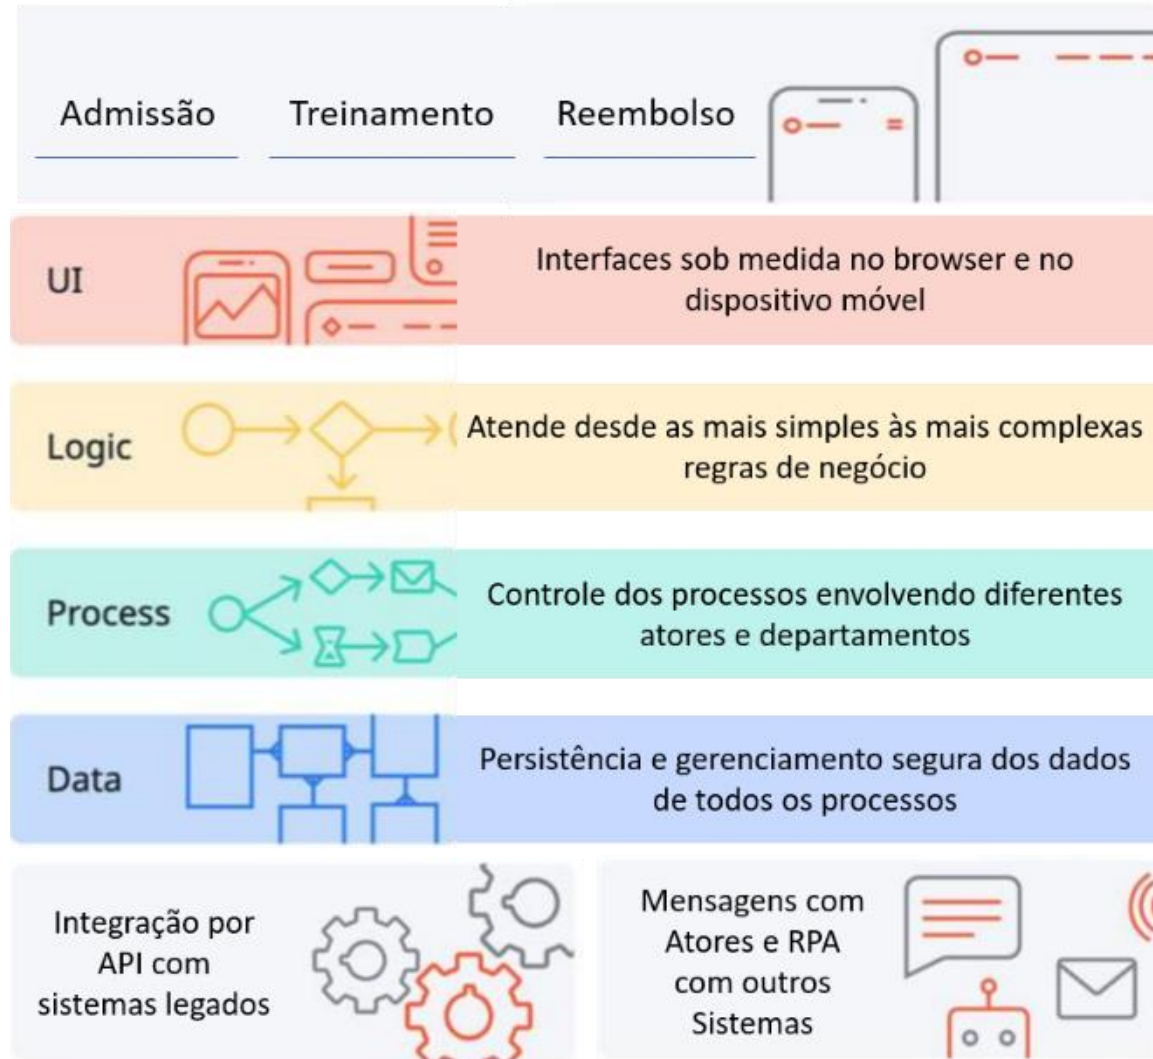 Admissão Treinamento Reembolso
UI
Interfaces sob medida no browser e no
dispositivo móvel
Logic
Atende desde as mais simples às mais complexas
regras de negócio
Process
Controle dos processos envolvendo diferentes
atores e departamentos
Data
Persistência e gerenciamento segura dos dados
de todos os processos
Integração por
API com
sistemas legados
Mensagens com
Atores e RPA
com outros
Sistemas